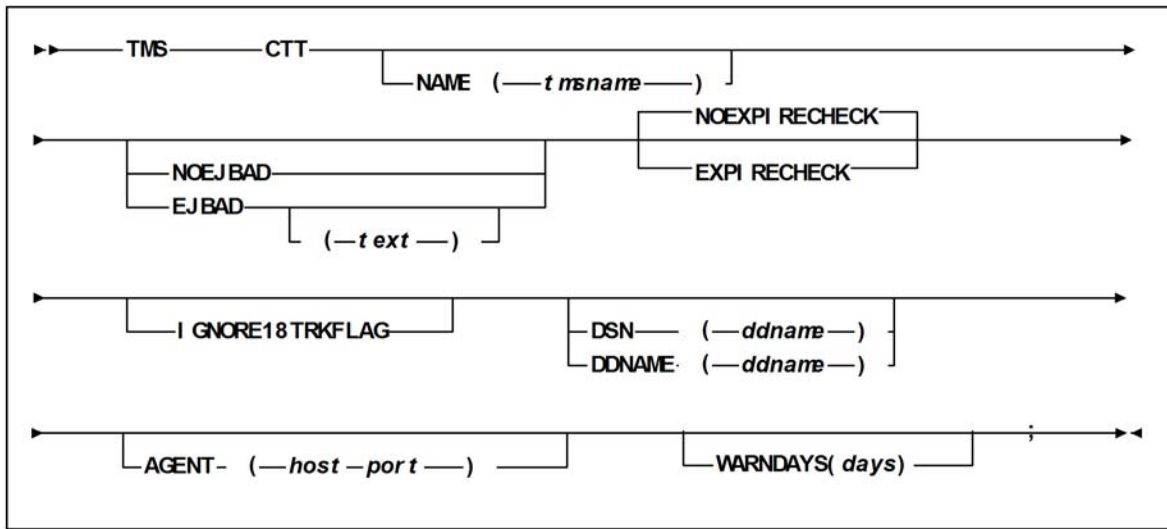 TMS CTT
NAME ( tmsname )
NOEXPIRECHECK
NOEJBAD
EXPIRECHECK
EJBAD
( text )
IGNORE18TRKFLAG
DSN ( ddname )
DDNAME ( ddname )
;
AGENT ( host port )
WARNDAYS( days)